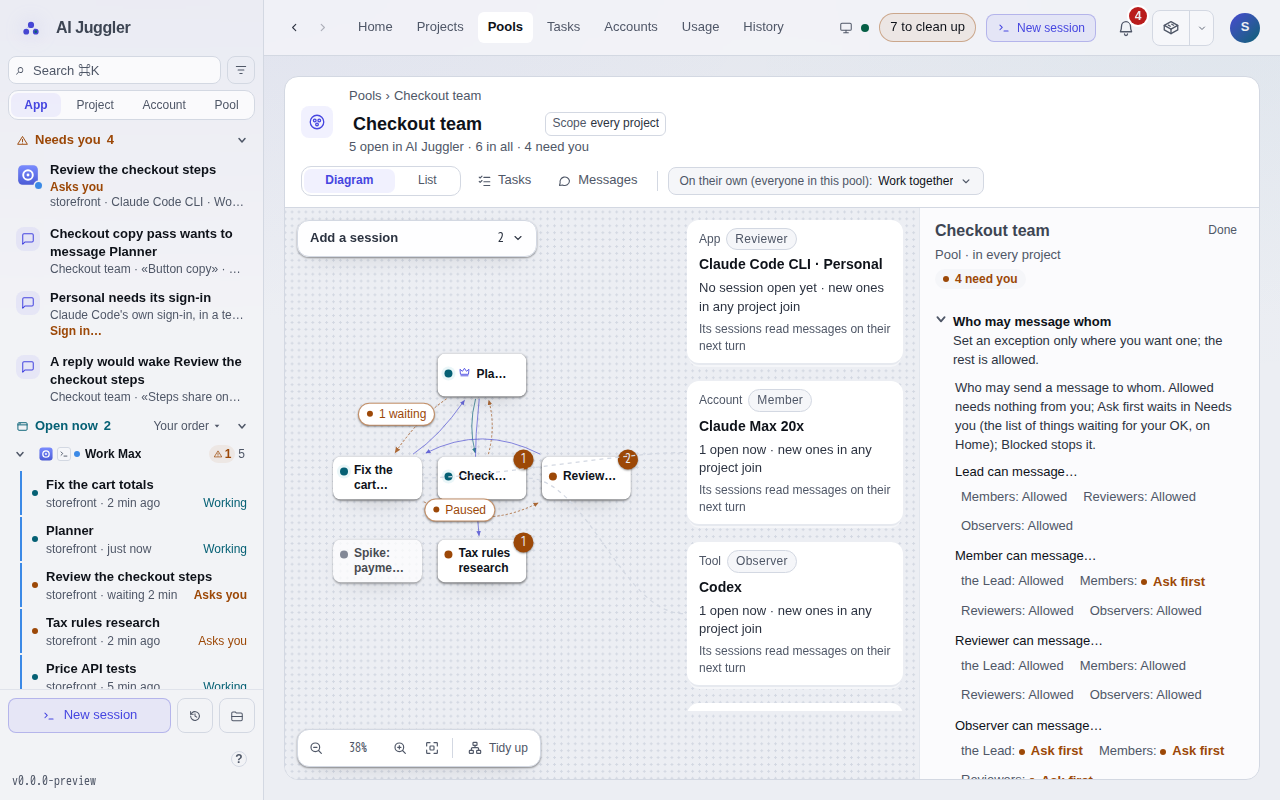 AI Juggler
Search ⌘K
App Project Account Pool
Needs you 4
Review the checkout steps
Asks you
storefront · Claude Code CLI · Wo…
Checkout copy pass wants to
message Planner
Checkout team · «Button copy» · …
Personal needs its sign-in
Claude Code's own sign-in, in a te…
Sign in…
A reply would wake Review the
checkout steps
Checkout team · «Steps share on…
Open now 2 Your order
Work Max 1 5
Fix the cart totals
storefront · 2 min ago Working
Planner
storefront · just now Working
Review the checkout steps
storefront · waiting 2 min Asks you
Tax rules research
storefront · 2 min ago Asks you
Price API tests
storefront · 5 min ago Working
New session
?
v0.0.0-preview
Home Projects Pools Tasks Accounts Usage History
7 to clean up
New session
4
S
Pools › Checkout team
Checkout team
Scope every project
5 open in AI Juggler · 6 in all · 4 need you
Diagram List Tasks Messages
On their own (everyone in this pool): Work together
Add a session 2
Pla…
1 waiting
Fix the
cart…
Check…
1
Review…
2
Paused
Spike:
payme…
Tax rules
research
1
38%
Tidy up
App Reviewer
Claude Code CLI · Personal
No session open yet · new ones
in any project join
Its sessions read messages on their
next turn
Account Member
Claude Max 20x
1 open now · new ones in any
project join
Its sessions read messages on their
next turn
Tool Observer
Codex
1 open now · new ones in any
project join
Its sessions read messages on their
next turn
Checkout team Done
Pool · in every project
4 need you
Who may message whom
Set an exception only where you want one; the
rest is allowed.
Who may send a message to whom. Allowed
needs nothing from you; Ask first waits in Needs
you (the list of things waiting for your OK, on
Home); Blocked stops it.
Lead can message…
Members: Allowed Reviewers: Allowed
Observers: Allowed
Member can message…
the Lead: Allowed Members: Ask first
Reviewers: Allowed Observers: Allowed
Reviewer can message…
the Lead: Allowed Members: Allowed
Reviewers: Allowed Observers: Allowed
Observer can message…
the Lead: Ask first Members: Ask first
Reviewers: Ask first